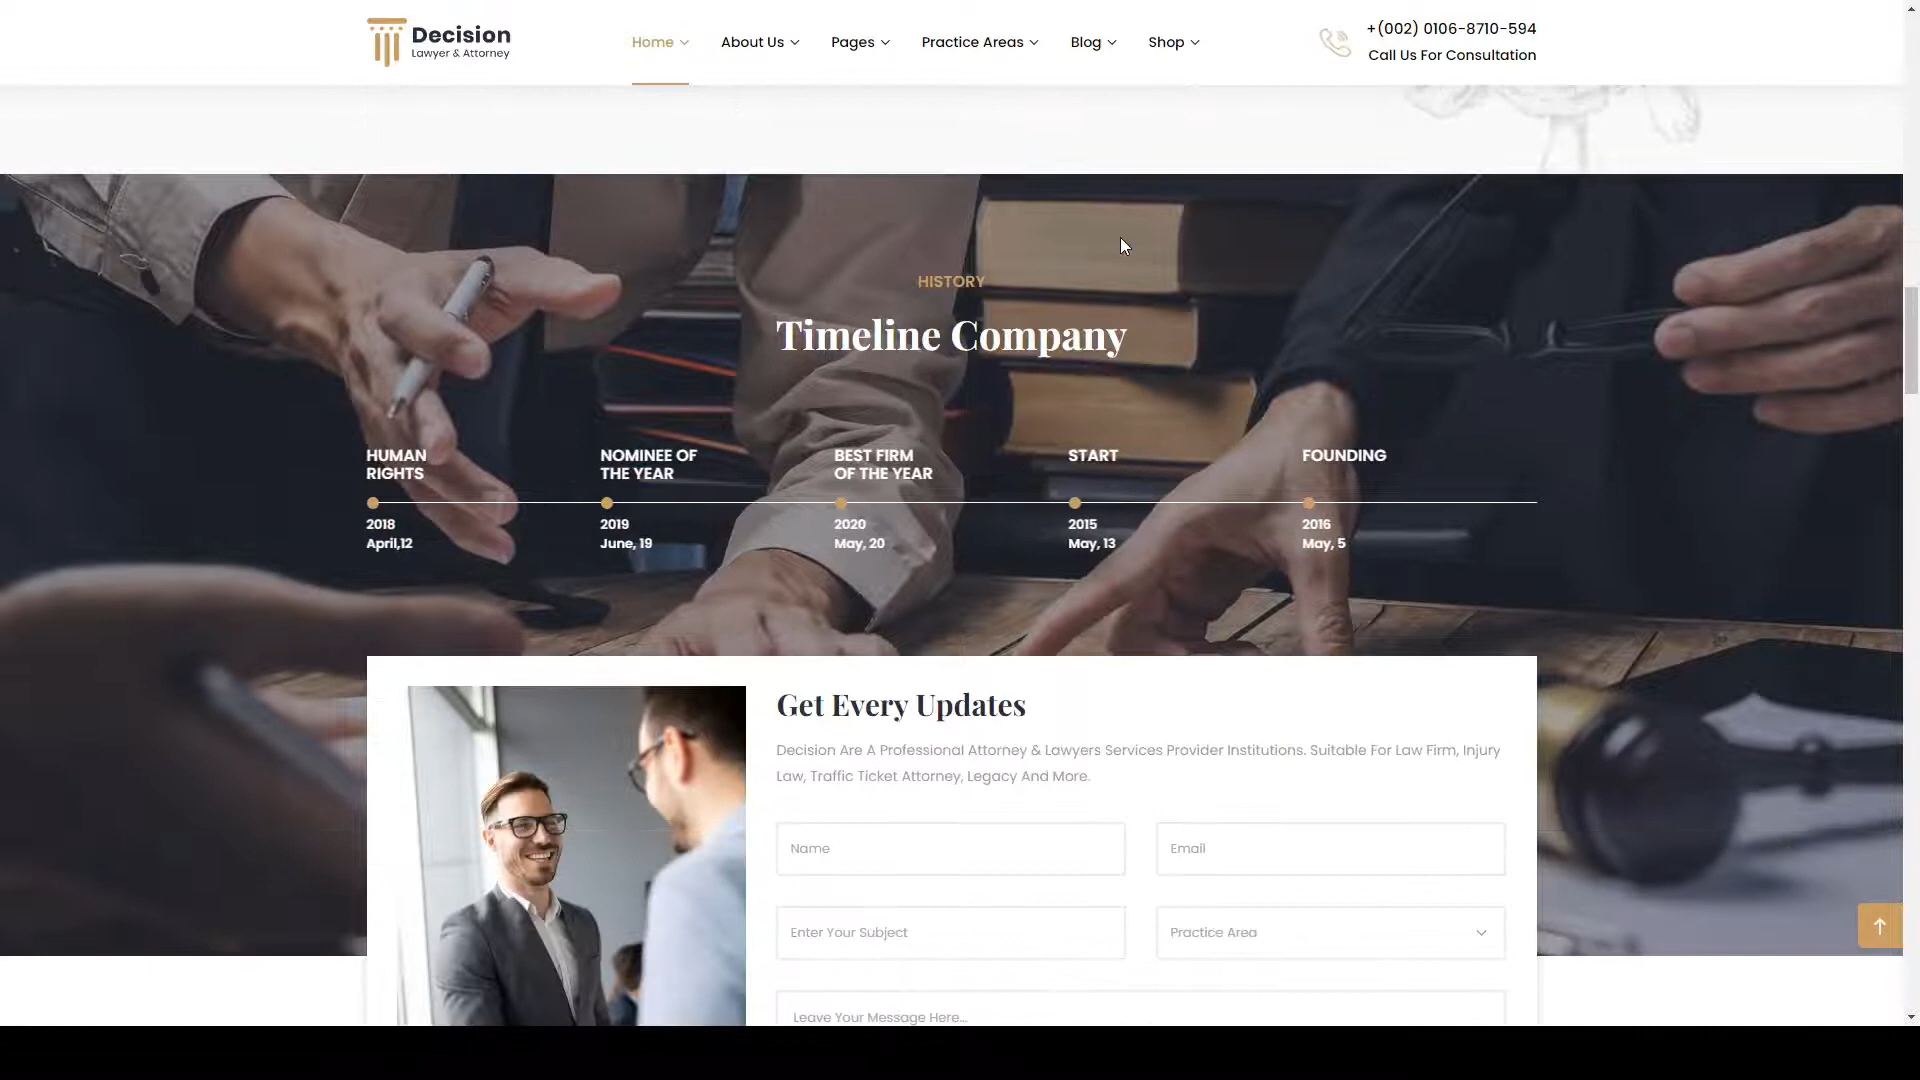 Decision
Lawyer & Attorney
Home
About Us
Pages
Practice Areas
Blog
Shop
+(002) 0106-8710-594
Call Us For Consultation
HISTORY
Timeline Company
HUMAN
RIGHTS
2018
April,12
NOMINEE OF
THE YEAR
2019
June, 19
BEST FIRM
OF THE YEAR
2020
May, 20
START
2015
May, 13
FOUNDING
2016
May, 5
Get Every Updates
Decision Are A Professional Attorney & Lawyers Services Provider Institutions. Suitable For Law Firm, Injury
Law, Traffic Ticket Attorney, Legacy And More.
Name
Email
Enter Your Subject
Practice Area
Leave Your Message Here...